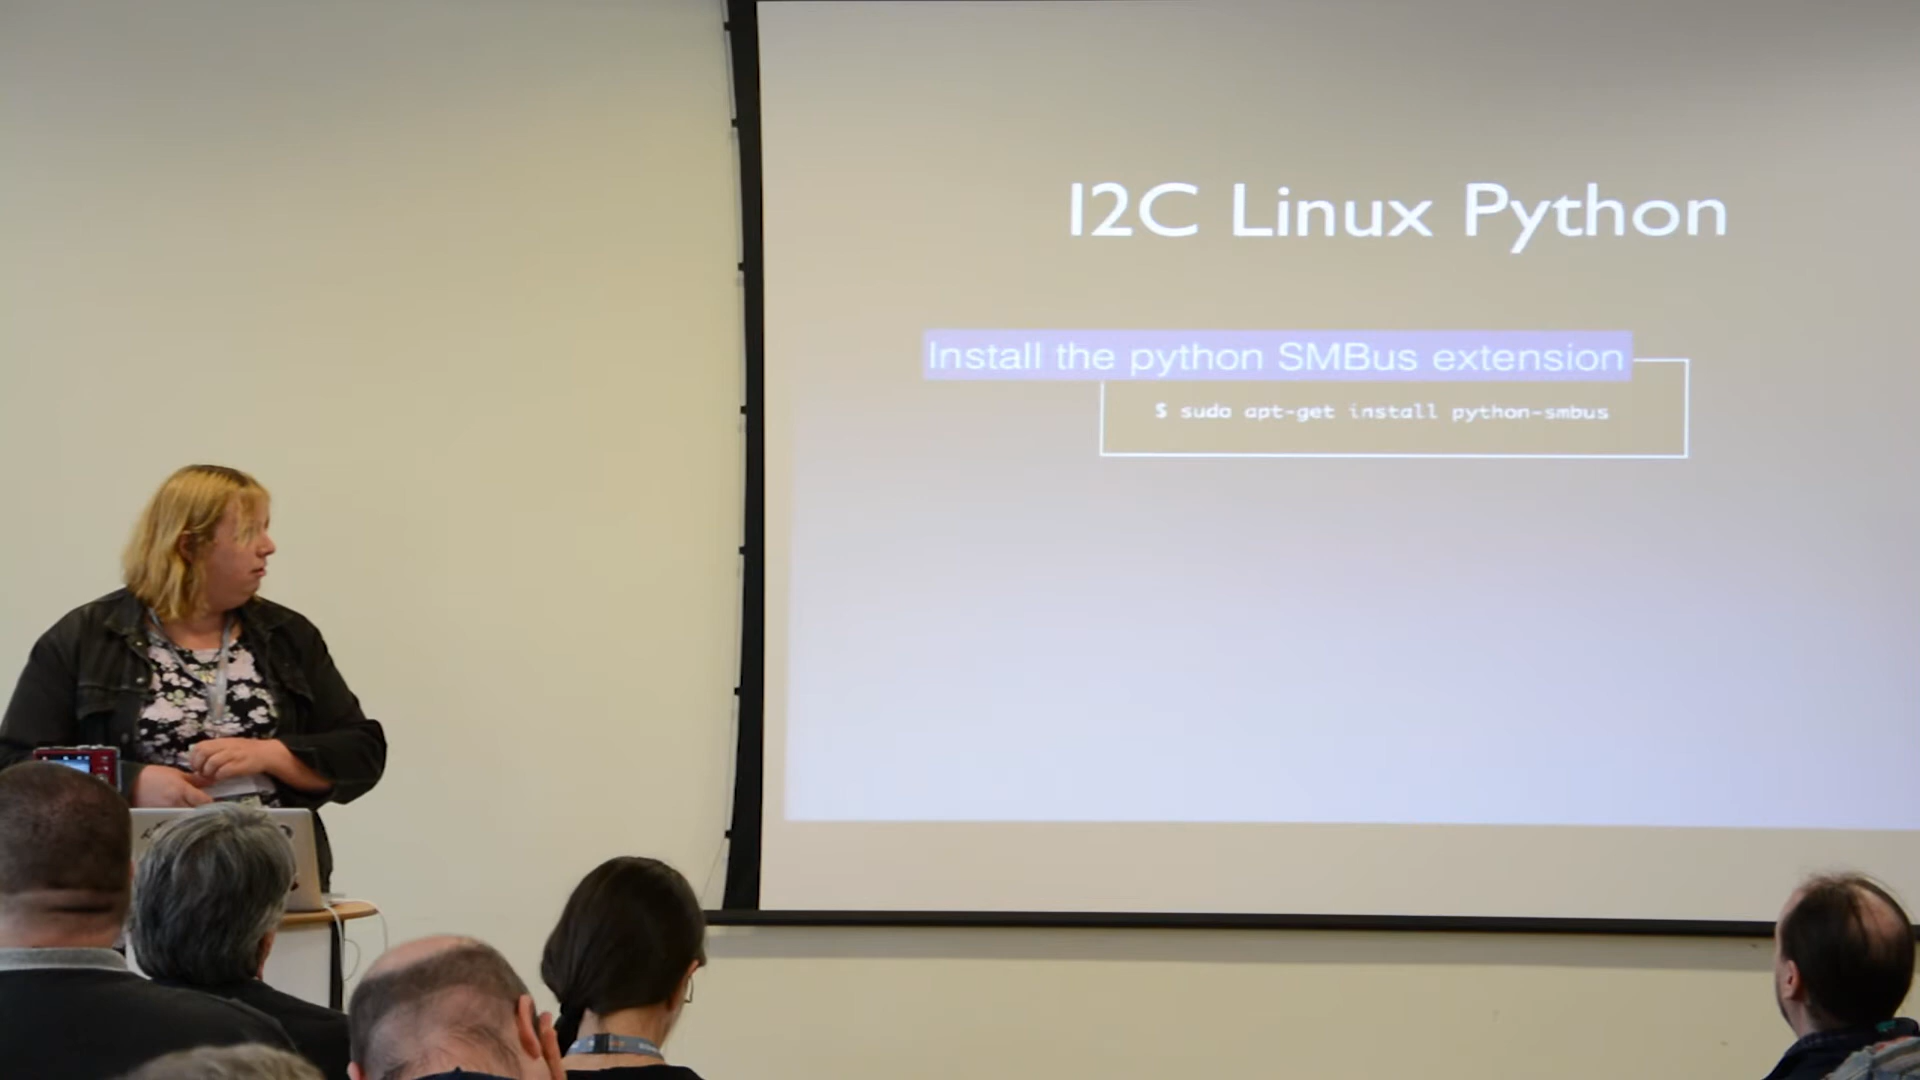 I2C Linux Python
Install the python SMBus extension
$ sudo apt-get install python-smbus